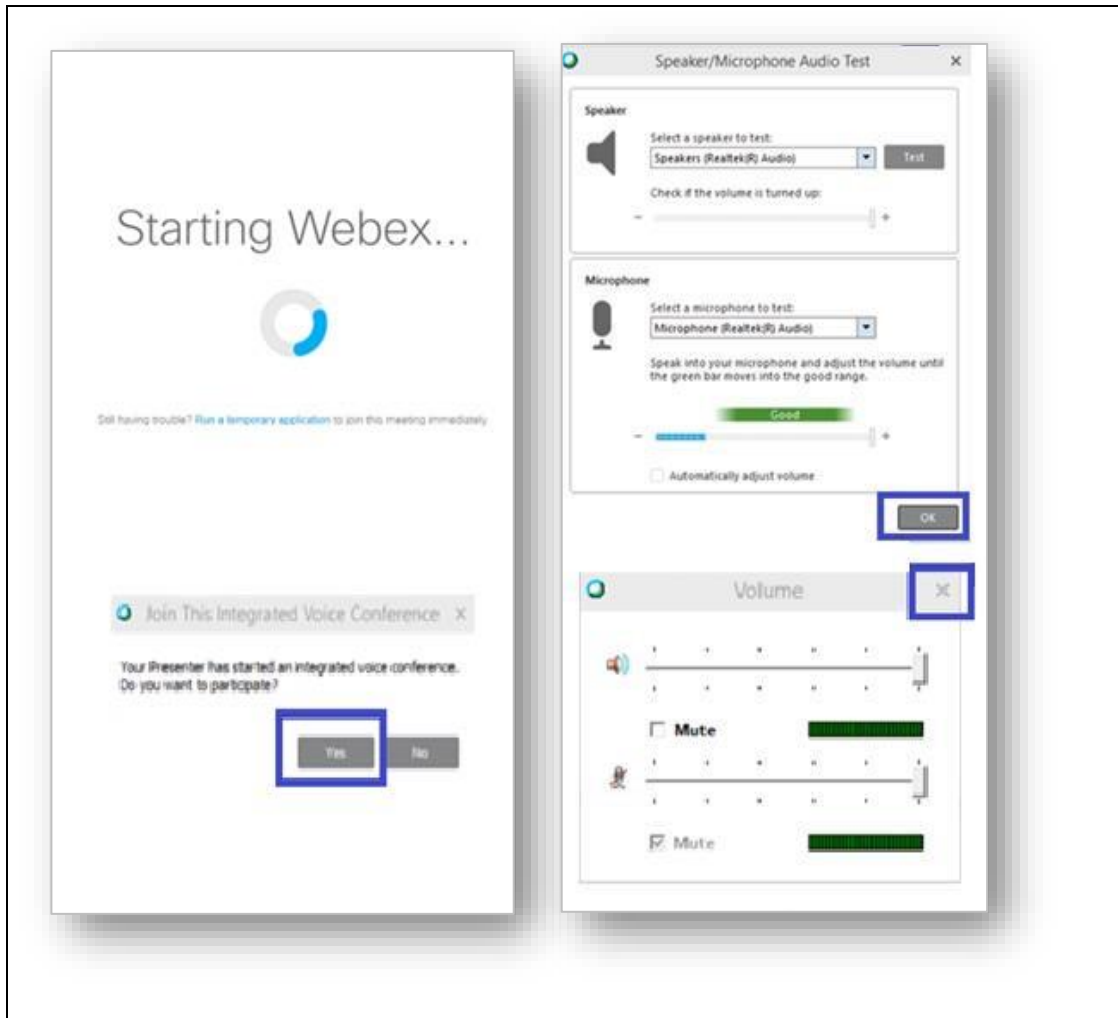 Starting Webex...
Still having trouble? Run a temporary application to join this meeting immediately.
Join This Integrated Voice Conference X
Your Presenter has started an integrated voice conference.
Do you want to participate?
Yes No
Speaker/Microphone Audio Test ×
Speaker
Select a speaker to test:
Speakers (Realtek(R) Audio) Test
Check if the volume is turned up:
- +
Microphone
Select a microphone to test:
Microphone (Realtek(R) Audio)
Speak into your microphone and adjust the volume until
the green bar moves into the good range.
Good
- +
Automatically adjust volume
OK
Volume ×
Mute
Mute